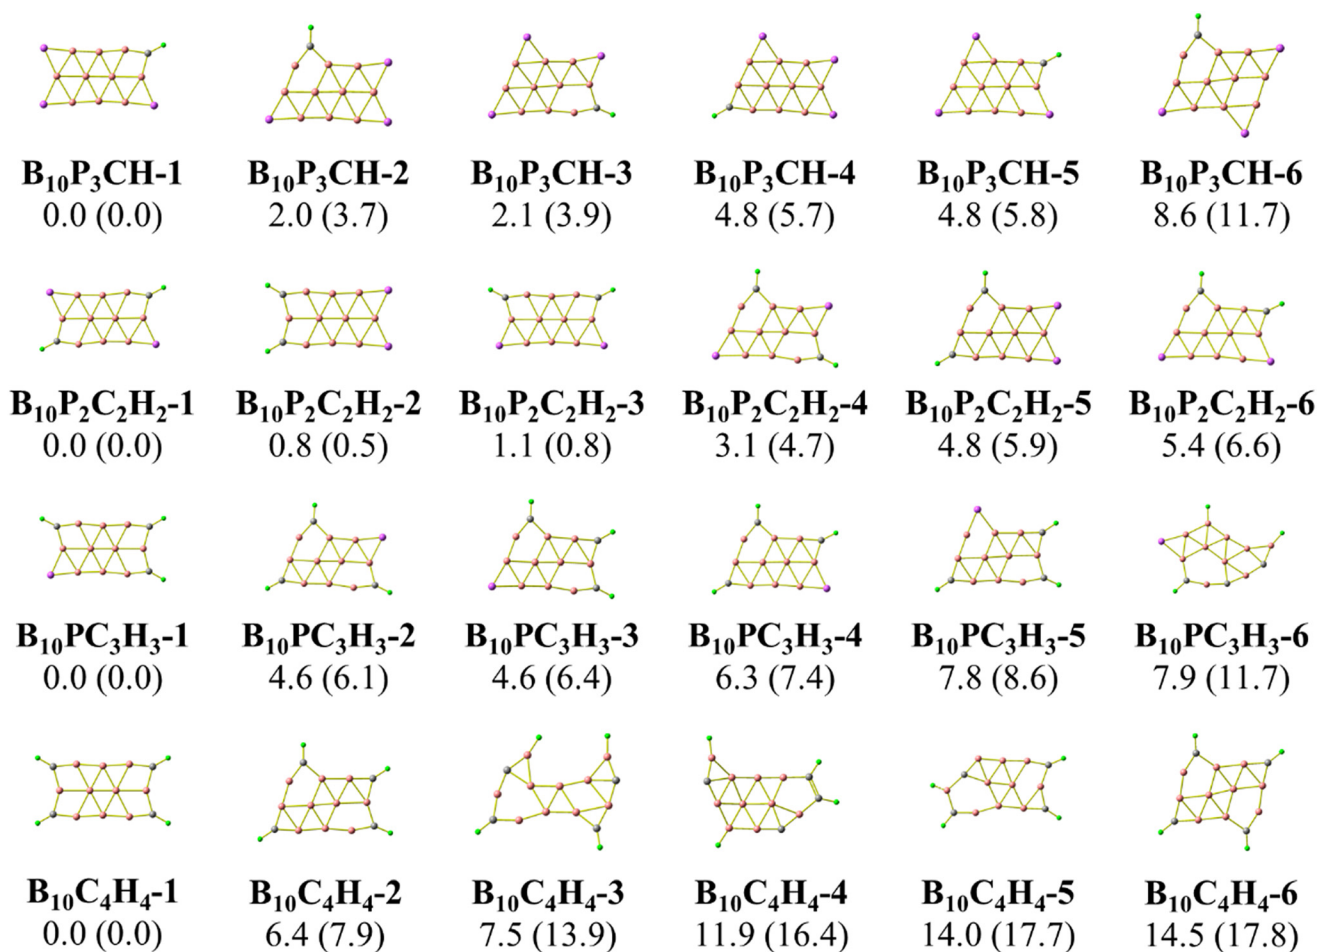 B₁₀P₃CH-1 B₁₀P₃CH-2 B₁₀P₃CH-3 B₁₀P₃CH-4 B₁₀P₃CH-5 B₁₀P₃CH-6
0.0 (0.0) 2.0 (3.7) 2.1 (3.9) 4.8 (5.7) 4.8 (5.8) 8.6 (11.7)
B₁₀P₂C₂H₂-1 B₁₀P₂C₂H₂-2 B₁₀P₂C₂H₂-3 B₁₀P₂C₂H₂-4 B₁₀P₂C₂H₂-5 B₁₀P₂C₂H₂-6
0.0 (0.0) 0.8 (0.5) 1.1 (0.8) 3.1 (4.7) 4.8 (5.9) 5.4 (6.6)
B₁₀PC₃H₃-1 B₁₀PC₃H₃-2 B₁₀PC₃H₃-3 B₁₀PC₃H₃-4 B₁₀PC₃H₃-5 B₁₀PC₃H₃-6
0.0 (0.0) 4.6 (6.1) 4.6 (6.4) 6.3 (7.4) 7.8 (8.6) 7.9 (11.7)
B₁₀C₄H₄-1 B₁₀C₄H₄-2 B₁₀C₄H₄-3 B₁₀C₄H₄-4 B₁₀C₄H₄-5 B₁₀C₄H₄-6
0.0 (0.0) 6.4 (7.9) 7.5 (13.9) 11.9 (16.4) 14.0 (17.7) 14.5 (17.8)